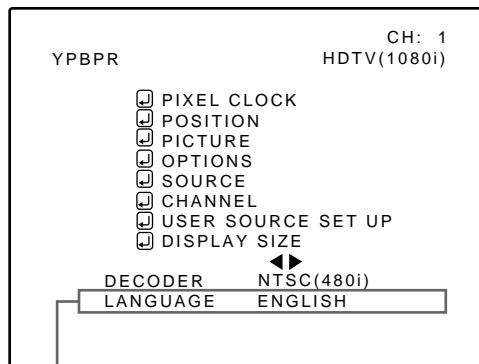 CH: 1
YPBPR HDTV(1080i)
PIXEL CLOCK
POSITION
PICTURE
OPTIONS
SOURCE
CHANNEL
USER SOURCE SET UP
DISPLAY SIZE
DECODER NTSC(480i)
LANGUAGE ENGLISH